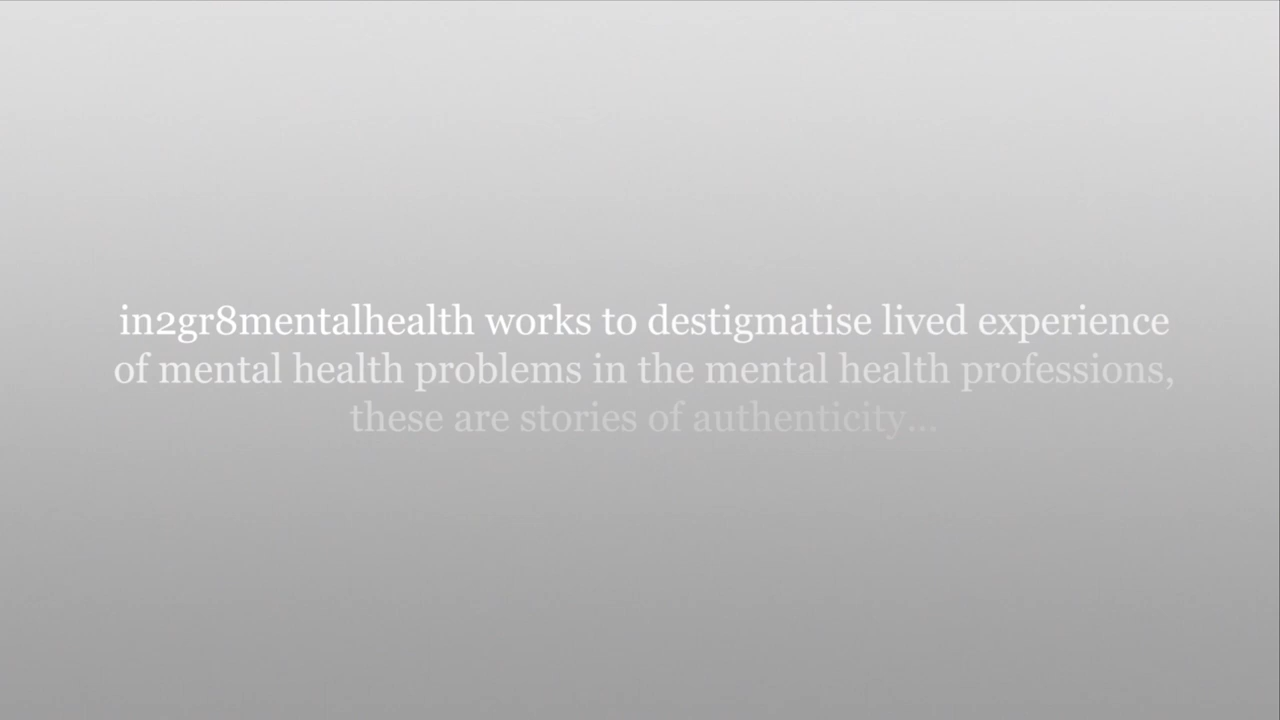 in2gr8mentalhealth works to destigmatise lived experience
of mental health problems in the mental health professions,
these are stories of authenticity...